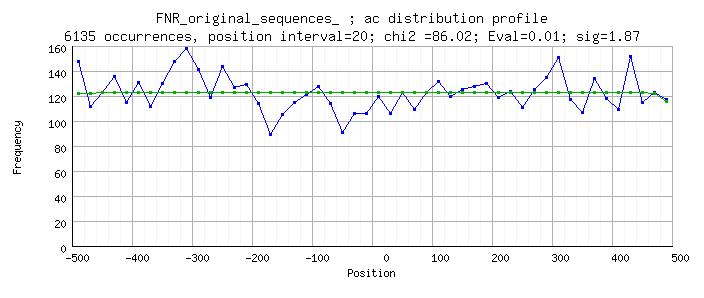 FNR_original_sequences_ ; ac distribution profile
6135 occurrences, position interval=20; chi2 =86.02; Eval=0.01; sig=1.87
160
140
120
100
80
60
40
20
0
Frequency
-500 -400 -300 -200 -100 0 100 200 300 400 500
Position